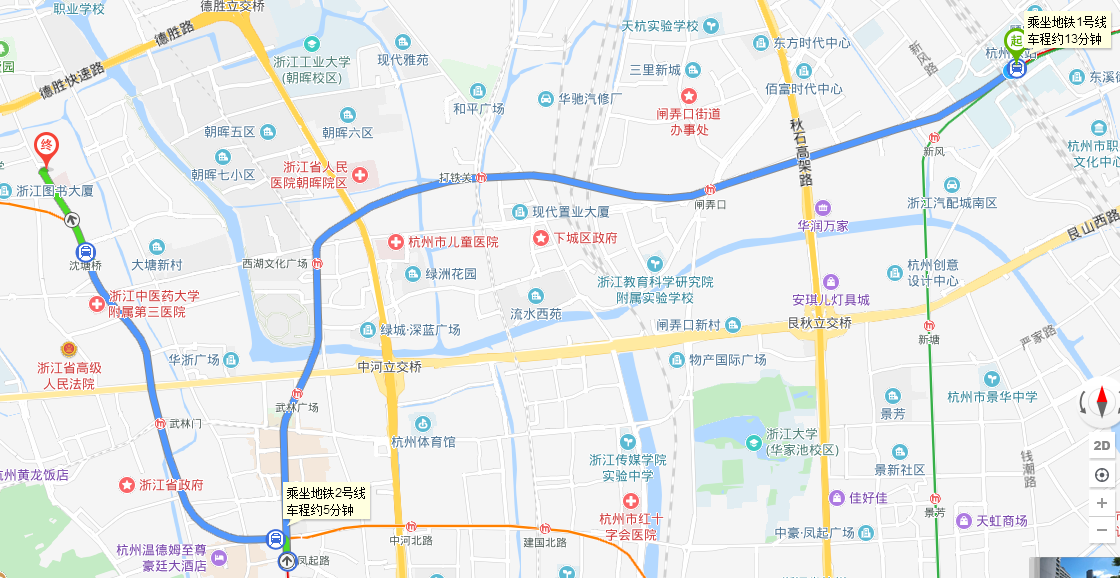 职业学校
德胜立交桥
德胜路
德胜快速路
浙江工业大学
(朝晖校区)
现代雅苑
天杭实验学校
东方时代中心
新风路
乘坐地铁1号线
车程约13分钟
起
三里新城
佰富时代中心
东溪
和平广场
华驰汽修厂
闸弄口街道
办事处
朝晖五区
朝晖六区
朝晖七小区
终
浙江省人民
医院朝晖院区
打铁关
秋石高架路
新风
杭州市职
文化中心
浙江图书大厦
现代置业大厦
闸弄口
浙江汽配城南区
华润万家
艮山西路
沈塘桥
大塘新村
西湖文化广场
杭州市儿童医院
下城区政府
绿洲花园
浙江教育科学研究院
附属实验学校
杭州创意
设计中心
安琪儿灯具城
浙江中医药大学
附属第三医院
流水西苑
绿城·深蓝广场
闸弄口新村
艮秋立交桥
新塘
严家路
浙江省高级
人民法院
华浙广场
中河立交桥
物产国际广场
武林广场
武林门
杭州体育馆
景芳
杭州市景华中学
浙江大学
(华家池校区)
2D
杭州黄龙饭店
浙江省政府
浙江传媒学院
实验中学
景新社区
钱潮路
乘坐地铁2号线
车程约5分钟
杭州市红十
字会医院
佳好佳
景芳
中豪·凤起广场
天虹商场
中河北路
建国北路
杭州温德姆至尊
豪廷大酒店
凤起路